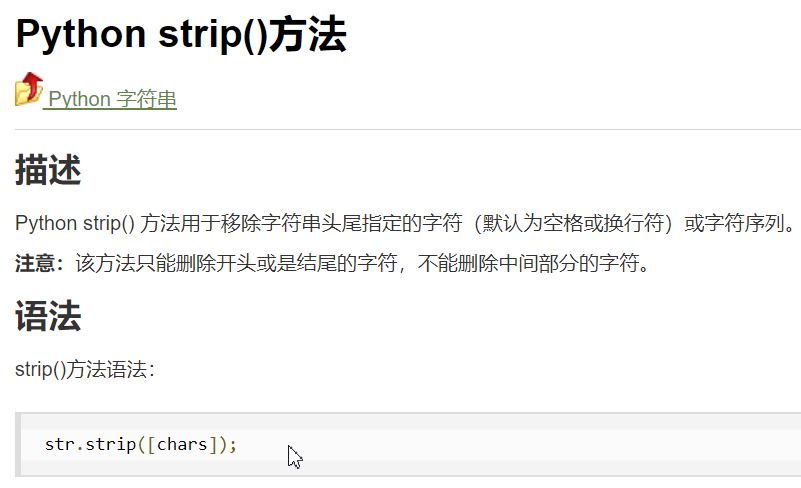 Python strip()方法
Python 字符串
描述
Python strip() 方法用于移除字符串头尾指定的字符（默认为空格或换行符）或字符序列。
注意：该方法只能删除开头或是结尾的字符，不能删除中间部分的字符。
语法
strip()方法语法：
str.strip([chars]);